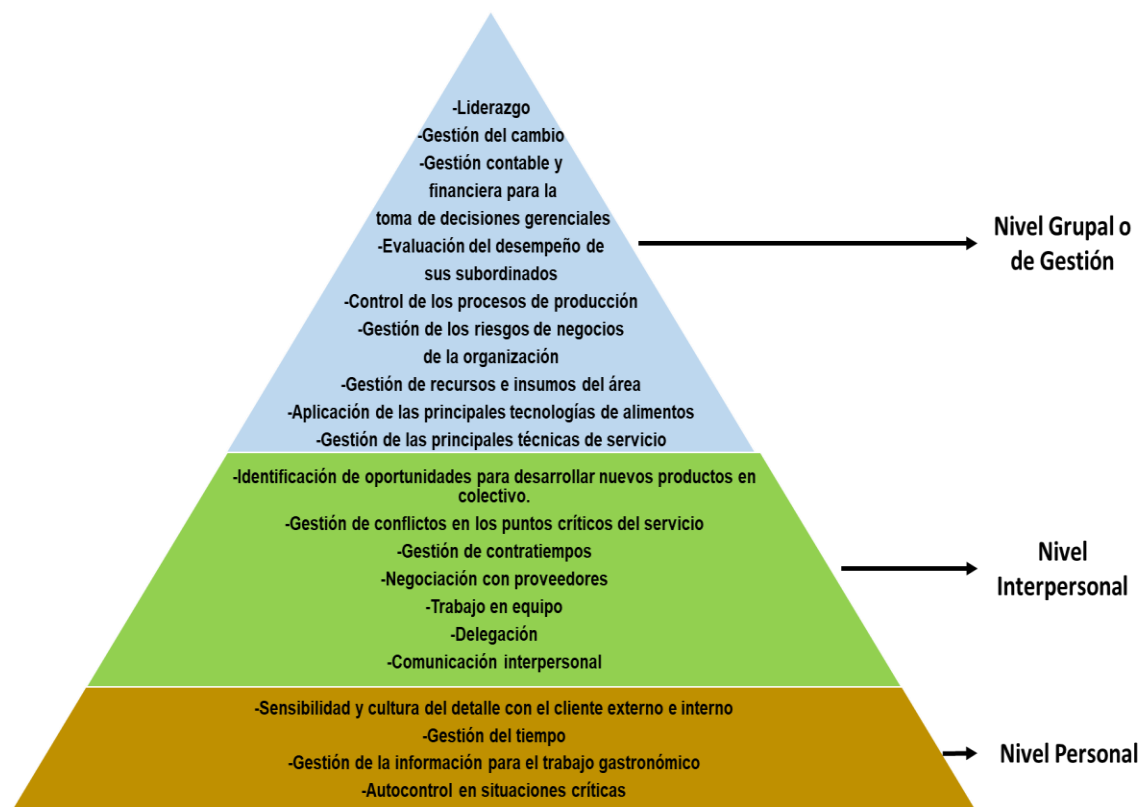 -Liderazgo
-Gestión del cambio
-Gestión contable y
financiera para la
toma de decisiones gerenciales
-Evaluación del desempeño de
sus subordinados
-Control de los procesos de producción
-Gestión de los riesgos de negocios
de la organización
-Gestión de recursos e insumos del área
-Aplicación de las principales tecnologías de alimentos
-Gestión de las principales técnicas de servicio
Nivel Grupal o
de Gestión
-Identificación de oportunidades para desarrollar nuevos productos en
colectivo.
-Gestión de conflictos en los puntos críticos del servicio
-Gestión de contratiempos
-Negociación con proveedores
-Trabajo en equipo
-Delegación
-Comunicación interpersonal
Nivel
Interpersonal
-Sensibilidad y cultura del detalle con el cliente externo e interno
-Gestión del tiempo
-Gestión de la información para el trabajo gastronómico
-Autocontrol en situaciones críticas
Nivel Personal